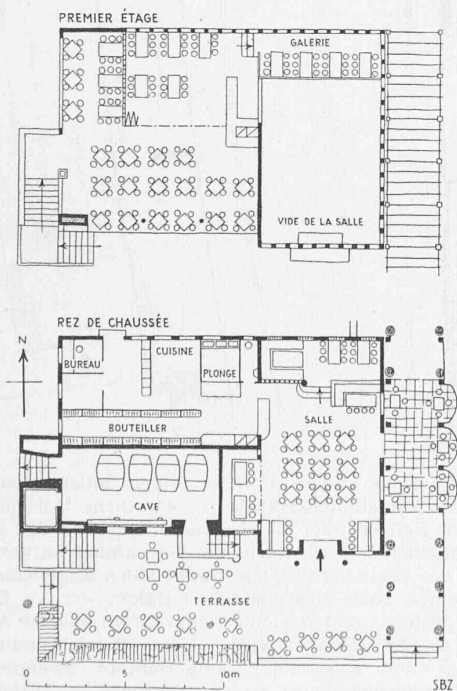 PREMIER ÉTAGE
GALERIE
VIDE DE LA SALLE
REZ DE CHAUSSÉE
N
BUREAU
CUISINE
PLONGE
BOUTEILLER
SALLE
CAVE
TERRASSE
0 5 10m
SBZ